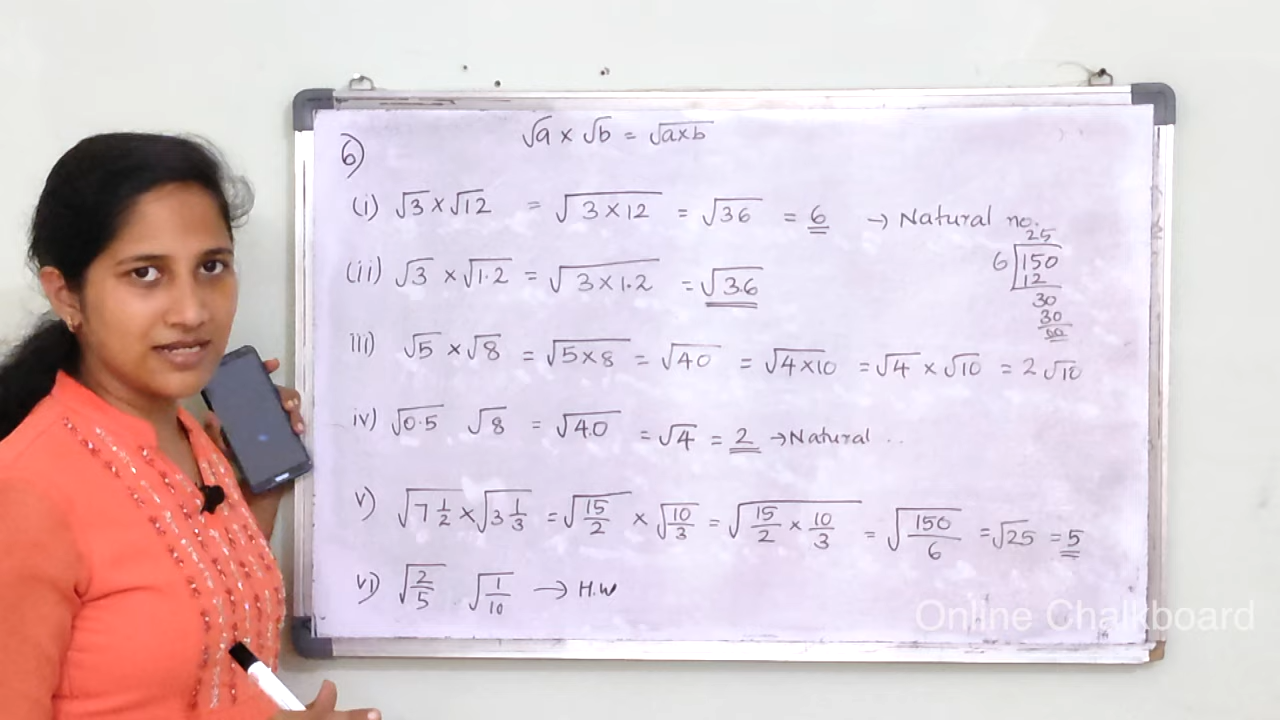 √a × √b = √a×b
6)
(i) √3 × √12 = √3×12 = √36 = 6 → Natural no.
25
6 150
12
30
30
00
(ii) √3 × √1.2 = √3×1.2 = √3.6
iii) √5 × √8 = √5×8 = √40 = √4×10 = √4 × √10 = 2√10
iv) √0.5 √8 = √4.0 = √4 = 2 → Natural ..
v) √7 1/2 × √3 1/3 = √15/2 × √10/3 = √15/2 × 10/3 = √150/6 = √25 = 5
vi) √2/5 √1/10 → H.W
Online Chalkboard